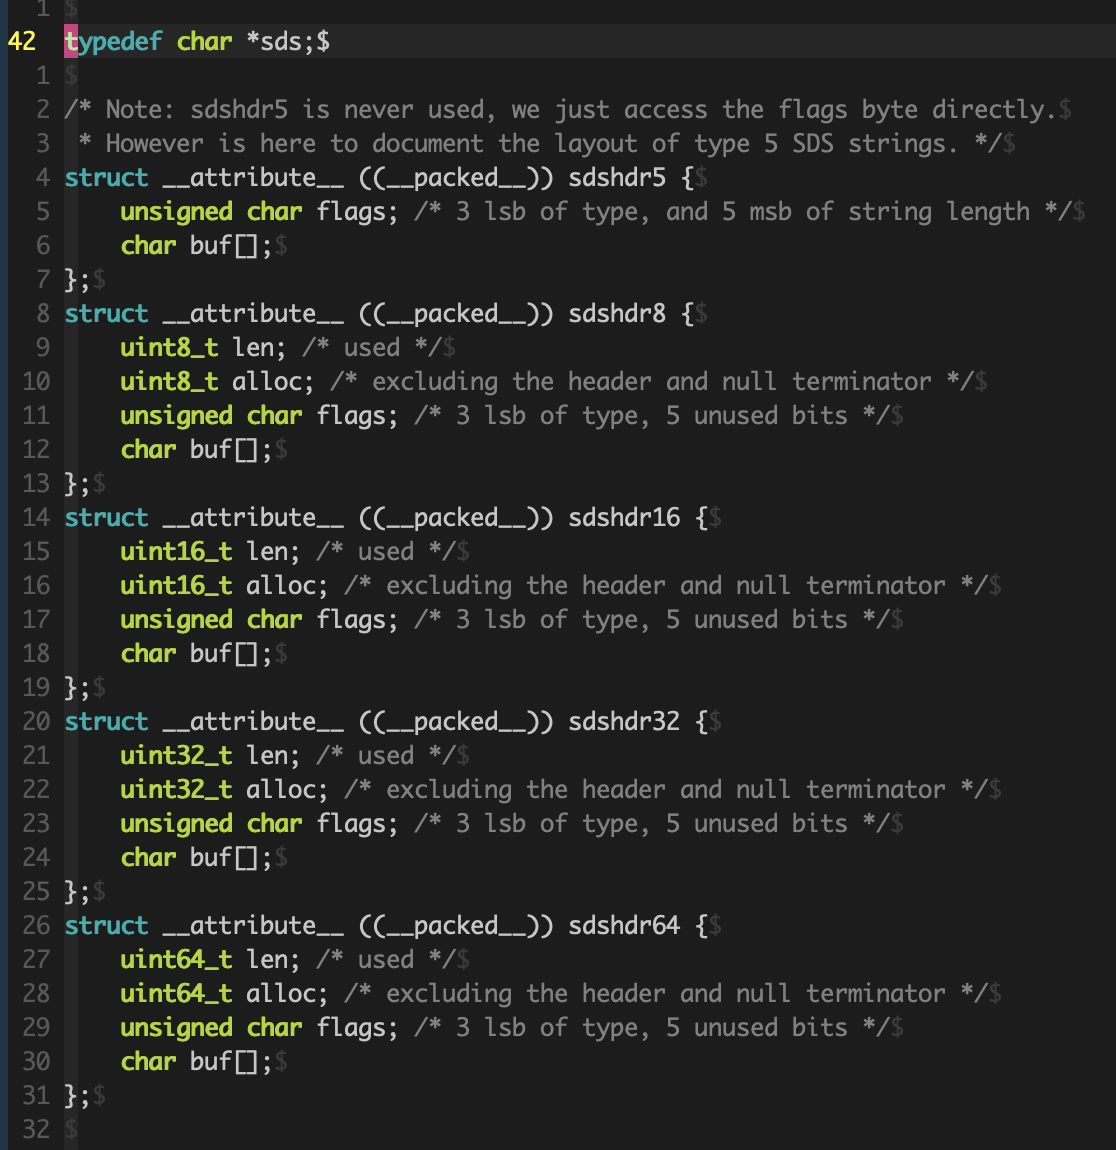 1 $
42 typedef char *sds;$
1 $
2 /* Note: sdshdr5 is never used, we just access the flags byte directly.$
3  * However is here to document the layout of type 5 SDS strings. */$
4 struct __attribute__ ((__packed__)) sdshdr5 {$
5     unsigned char flags; /* 3 lsb of type, and 5 msb of string length */$
6     char buf[];$
7 };$
8 struct __attribute__ ((__packed__)) sdshdr8 {$
9     uint8_t len; /* used */$
10     uint8_t alloc; /* excluding the header and null terminator */$
11     unsigned char flags; /* 3 lsb of type, 5 unused bits */$
12     char buf[];$
13 };$
14 struct __attribute__ ((__packed__)) sdshdr16 {$
15     uint16_t len; /* used */$
16     uint16_t alloc; /* excluding the header and null terminator */$
17     unsigned char flags; /* 3 lsb of type, 5 unused bits */$
18     char buf[];$
19 };$
20 struct __attribute__ ((__packed__)) sdshdr32 {$
21     uint32_t len; /* used */$
22     uint32_t alloc; /* excluding the header and null terminator */$
23     unsigned char flags; /* 3 lsb of type, 5 unused bits */$
24     char buf[];$
25 };$
26 struct __attribute__ ((__packed__)) sdshdr64 {$
27     uint64_t len; /* used */$
28     uint64_t alloc; /* excluding the header and null terminator */$
29     unsigned char flags; /* 3 lsb of type, 5 unused bits */$
30     char buf[];$
31 };$
32 $